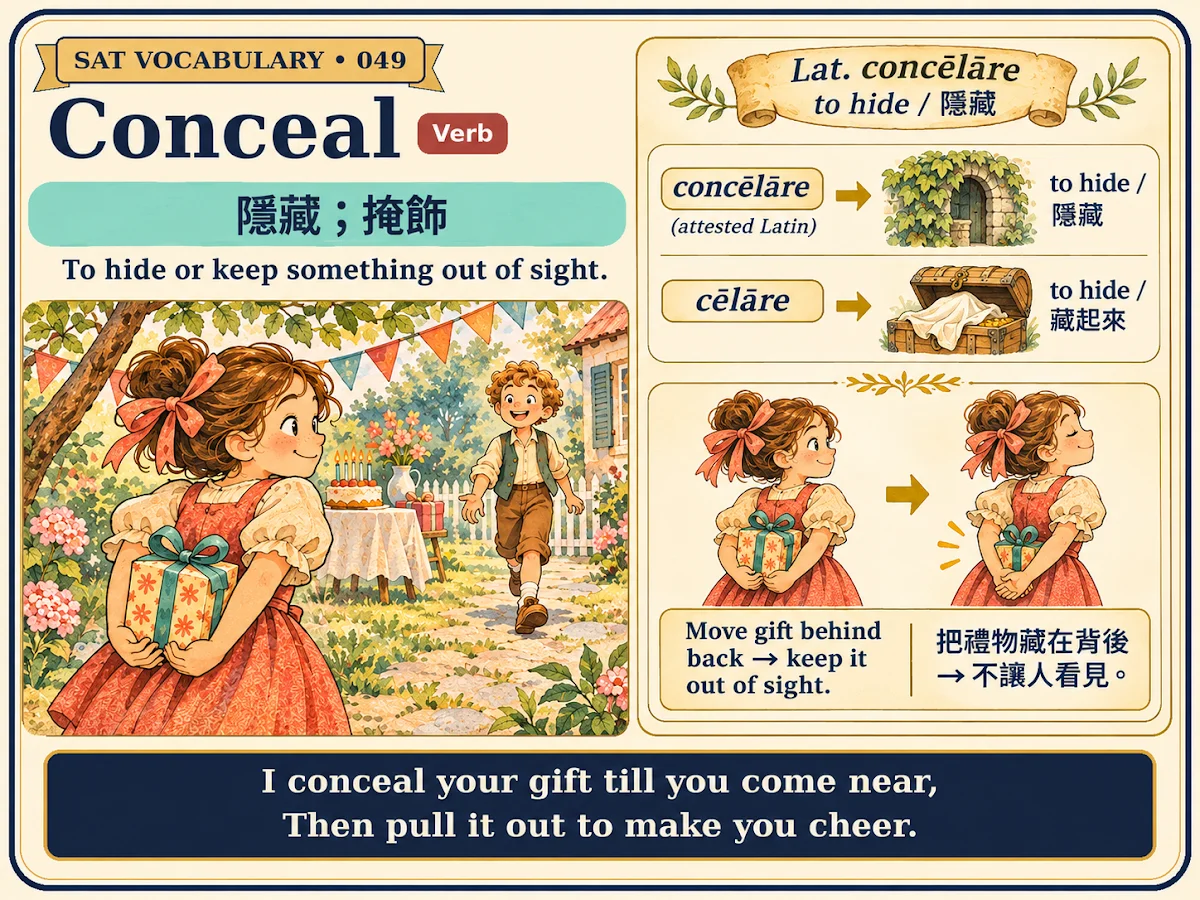 SAT VOCABULARY • 049
Conceal
Verb
隱藏；掩飾
To hide or keep something out of sight.
Lat. concēlāre
to hide / 隱藏
concēlāre
(attested Latin)
to hide /
隱藏
cēlāre
to hide /
藏起來
Move gift behind
back → keep it
out of sight.
把禮物藏在背後
→ 不讓人看見。
I conceal your gift till you come near,
Then pull it out to make you cheer.